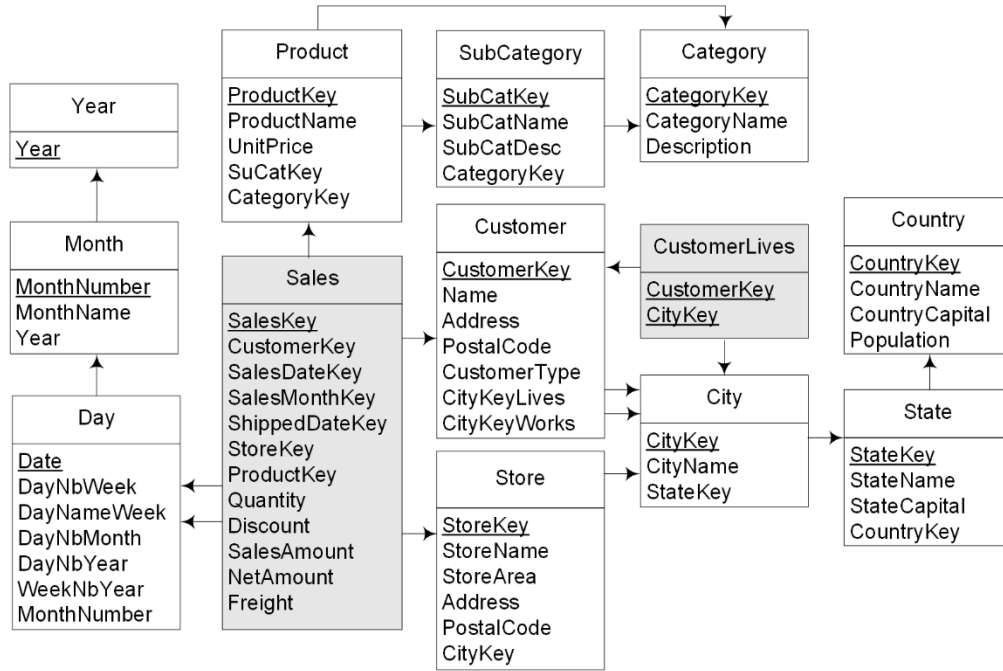 Product
ProductKey
ProductName
UnitPrice
SuCatKey
CategoryKey
SubCategory
SubCatKey
SubCatName
SubCatDesc
CategoryKey
Category
CategoryKey
CategoryName
Description
Year
Year
Month
MonthNumber
MonthName
Year
Day
Date
DayNbWeek
DayNameWeek
DayNbMonth
DayNbYear
WeekNbYear
MonthNumber
Sales
SalesKey
CustomerKey
SalesDateKey
SalesMonthKey
ShippedDateKey
StoreKey
ProductKey
Quantity
Discount
SalesAmount
NetAmount
Freight
Customer
CustomerKey
Name
Address
PostalCode
CustomerType
CityKeyLives
CityKeyWorks
CustomerLives
CustomerKey
CityKey
Country
CountryKey
CountryName
CountryCapital
Population
City
CityKey
CityName
StateKey
State
StateKey
StateName
StateCapital
CountryKey
Store
StoreKey
StoreName
StoreArea
Address
PostalCode
CityKey